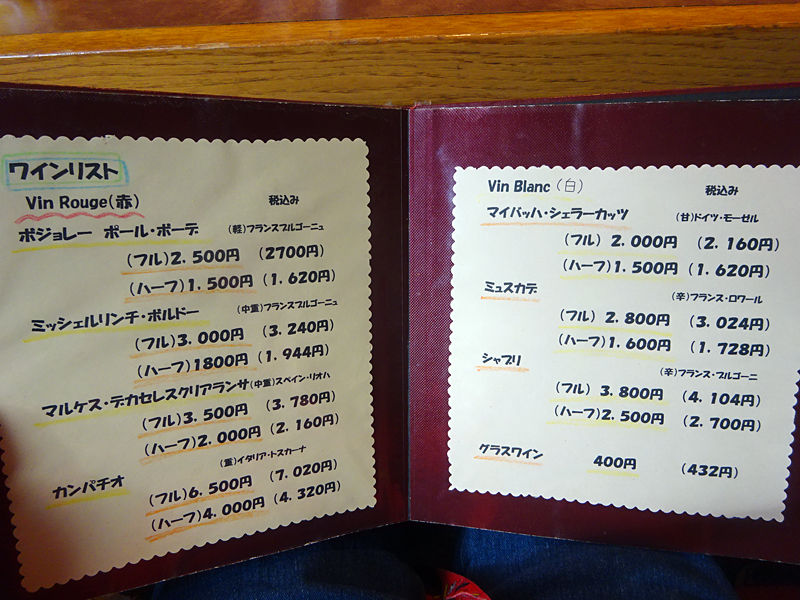 ワインリスト
Vin Rouge(赤) 税込み
ボジョレー ポール・ボーデ (軽)フランスブルゴーニュ
(フル)2.500円 (2700円)
(ハーフ)1.500円 (1.620円)
ミッシェルリンチ・ボルドー (中重)フランスブルゴーニュ
(フル)3.000円 (3.240円)
(ハーフ)1800円 (1.944円)
マルケス・デカセレスクリアランサ(中重)スペイン・リオハ
(フル)3.500円 (3.780円)
(ハーフ)2.000円 (2.160円)
(重)イタリア・トスカーナ
カンパチオ
(フル)6.500円 (7.020円)
(ハーフ)4.000円 (4.320円)
Vin Blanc (白) 税込み
マイバッハ・シェラーカッツ (甘)ドイツ・モーゼル
(フル) 2.000円 (2.160円)
(ハーフ)1.500円 (1.620円)
ミュスカデ
(辛)フランス・ロワール
(フル) 2.800円 (3.024円)
(ハーフ)1.600円 (1.728円)
シャブリ
(辛)フランス・ブルゴーニ
(フル) 3.800円 (4.104円)
(ハーフ)2.500円 (2.700円)
グラスワイン 400円 (432円)